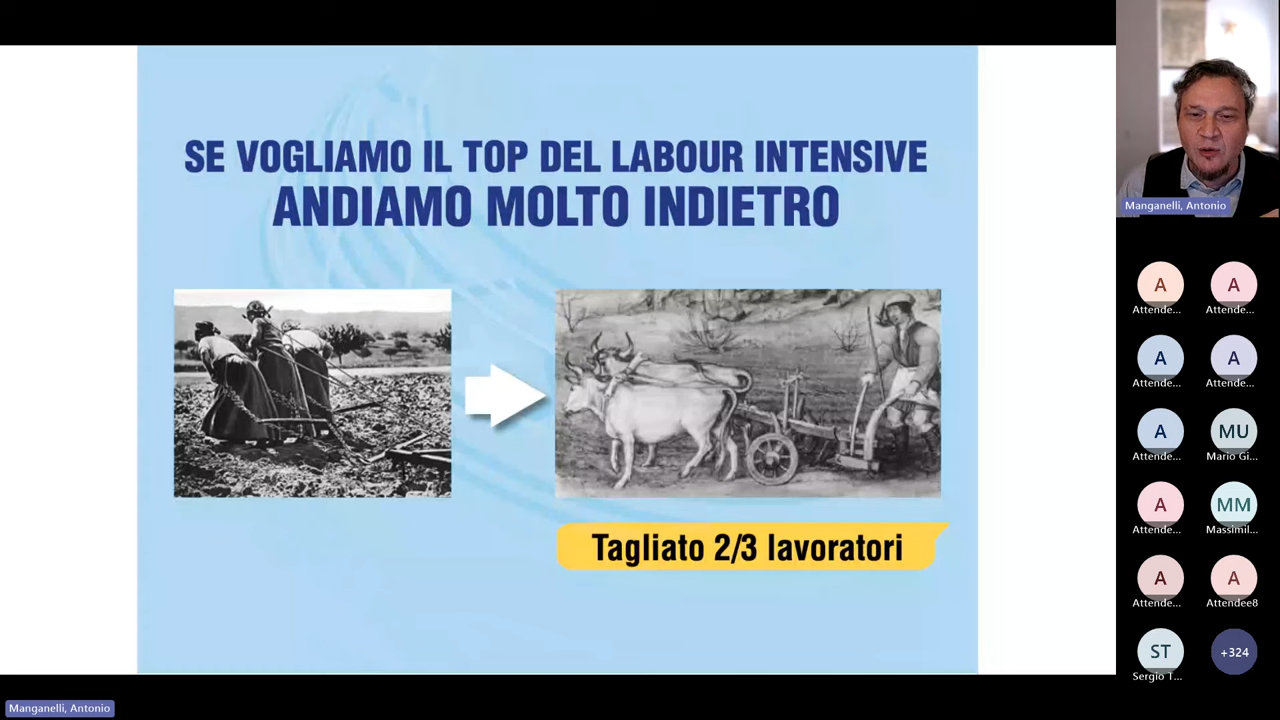 SE VOGLIAMO IL TOP DEL LABOUR INTENSIVE
ANDIAMO MOLTO INDIETRO
Tagliato 2/3 lavoratori
Manganelli, Antonio
A
A
Attende...
Attende...
A
A
Attende...
Attende...
A
MU
Attende...
Mario Gi...
A
MM
Attende...
Massimil...
A
A
Attende...
Attendee8
ST
+324
Sergio T...
Manganelli, Antonio